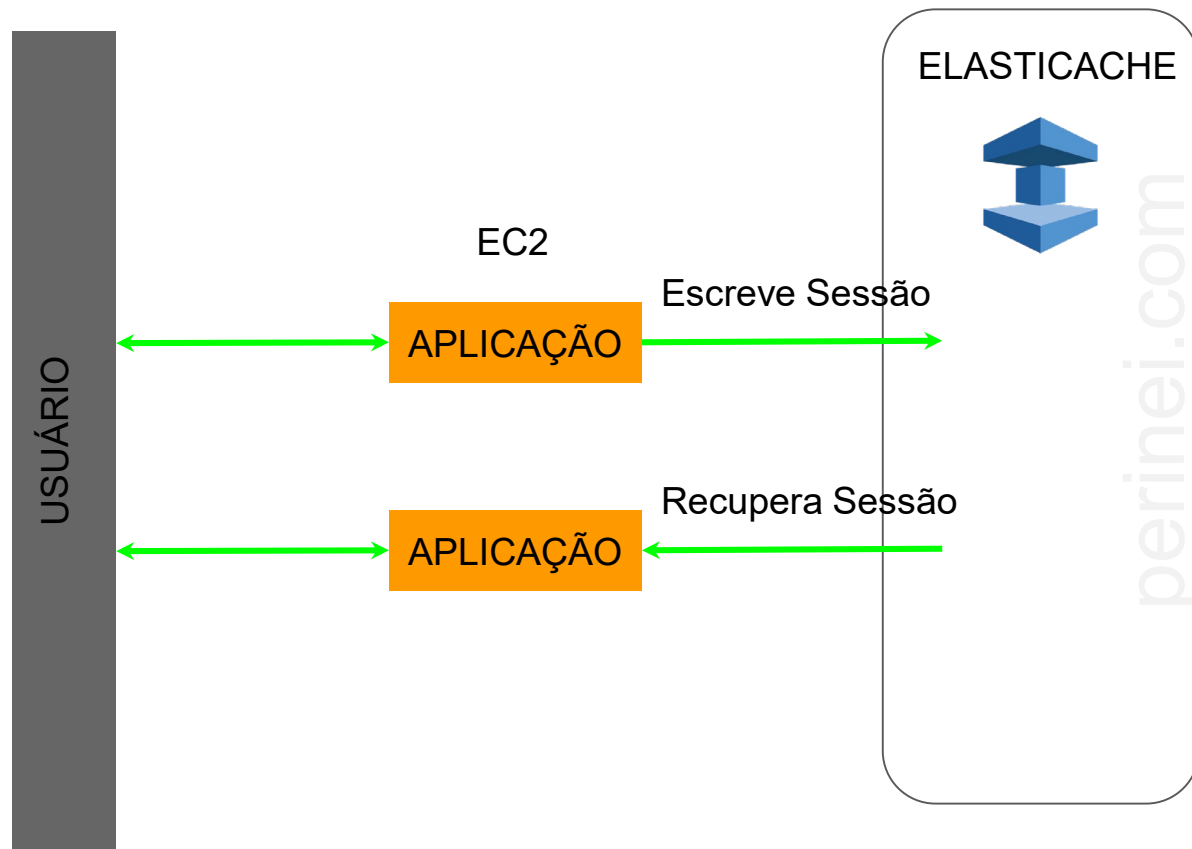 ELASTICACHE
EC2
Escreve Sessão
APLICAÇÃO
USUÁRIO
Recupera Sessão
APLICAÇÃO
perinei.com